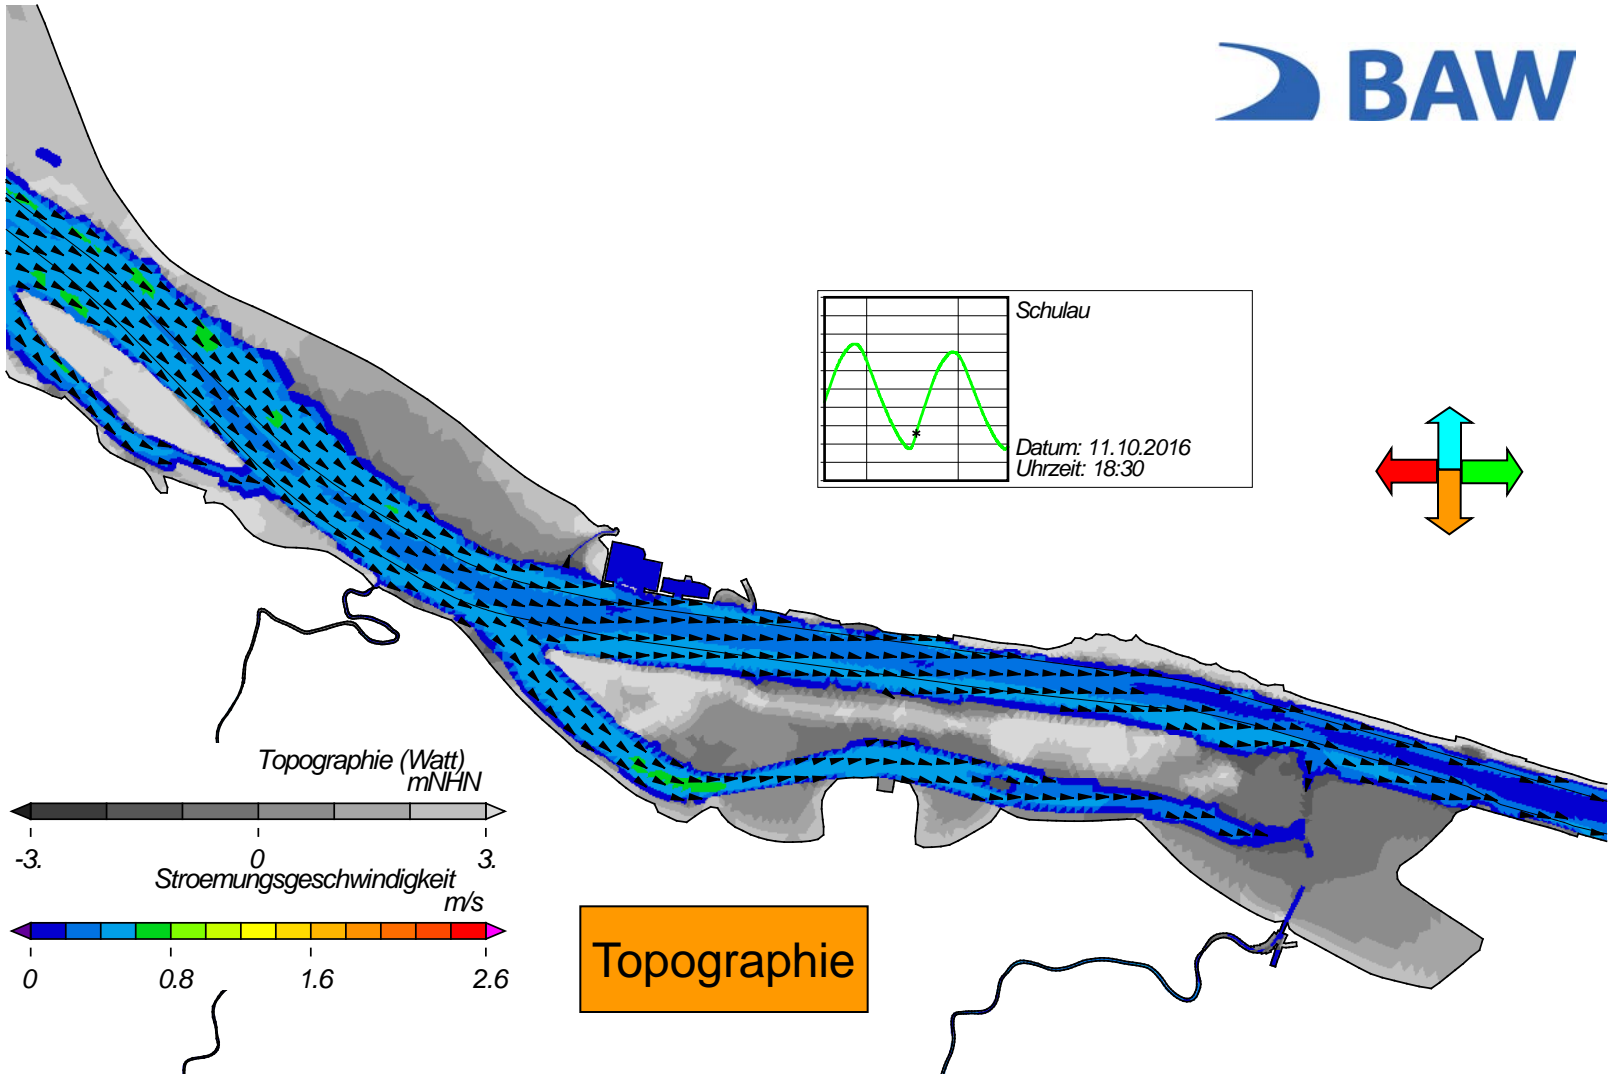 BAW
Schulau
Datum: 11.10.2016
Uhrzeit: 18:30
Topographie (Watt)
mNHN
-3. 0 3.
Stroemungsgeschwindigkeit
m/s
0 0.8 1.6 2.6
Topographie